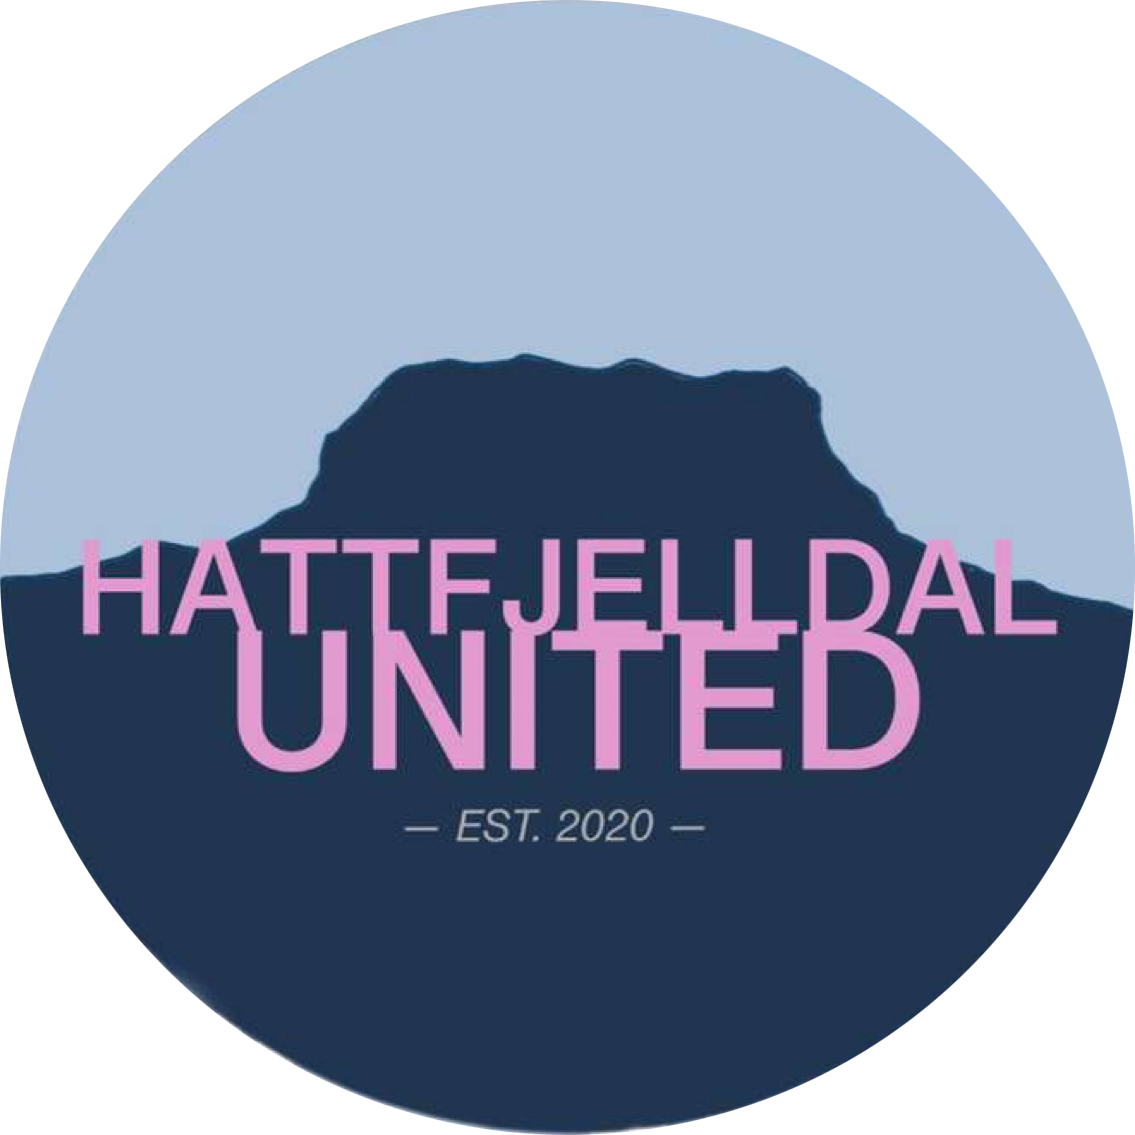 HATTFJELLDAL
UNITED
— EST. 2020 —